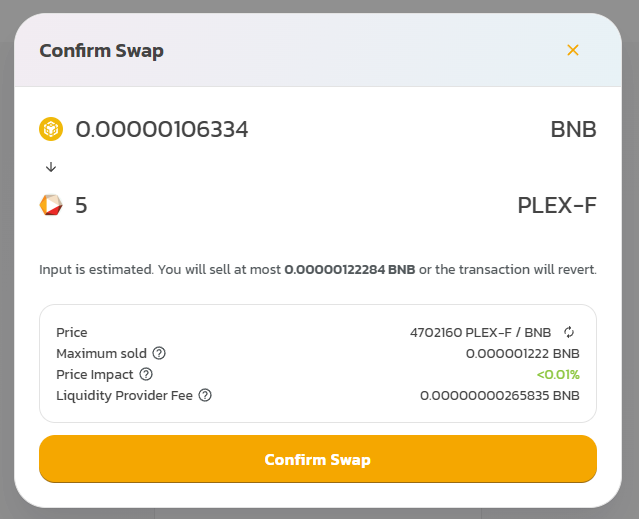 Confirm Swap
0.00000106334 BNB
5 PLEX-F
Input is estimated. You will sell at most 0.00000122284 BNB or the transaction will revert.
Price 4702160 PLEX-F / BNB
Maximum sold 0.000001222 BNB
Price Impact <0.01%
Liquidity Provider Fee 0.00000000265835 BNB
Confirm Swap